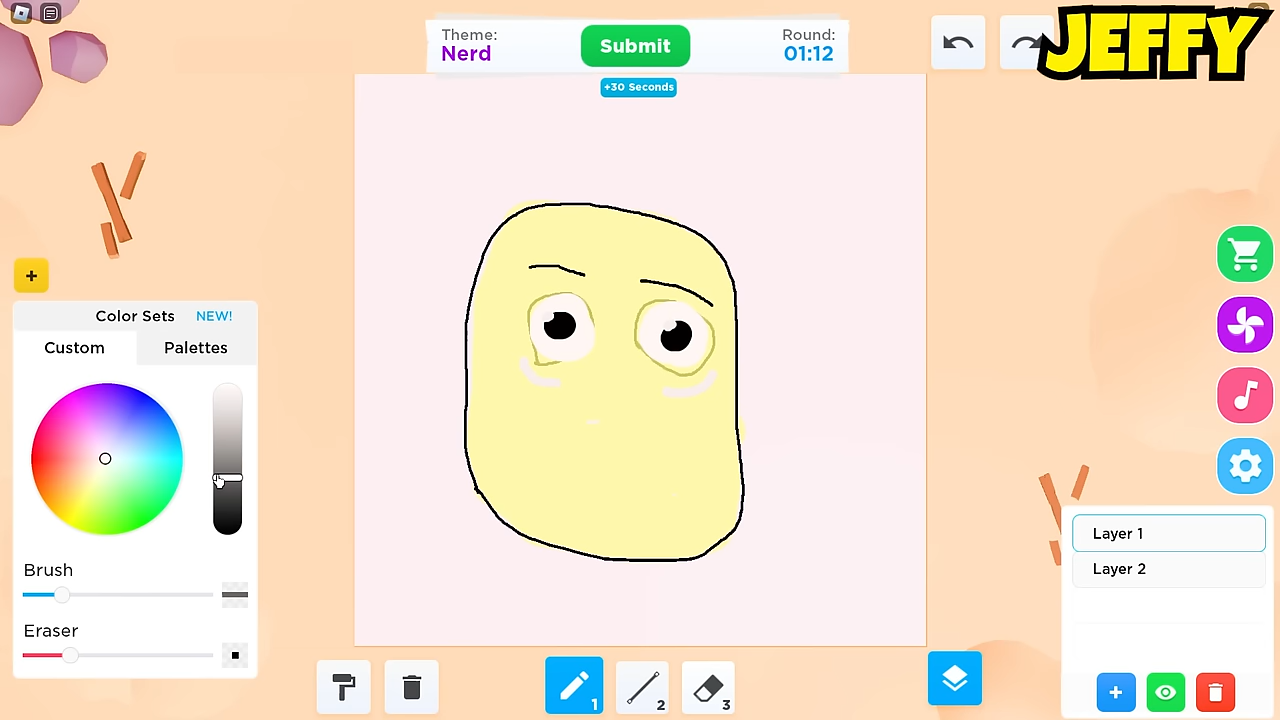 Theme:
Nerd
Submit
Round:
01:12
+30 Seconds
JEFFY
+
Color Sets NEW!
Custom Palettes
Brush
Eraser
1
2
3
Layer 1
Layer 2
+